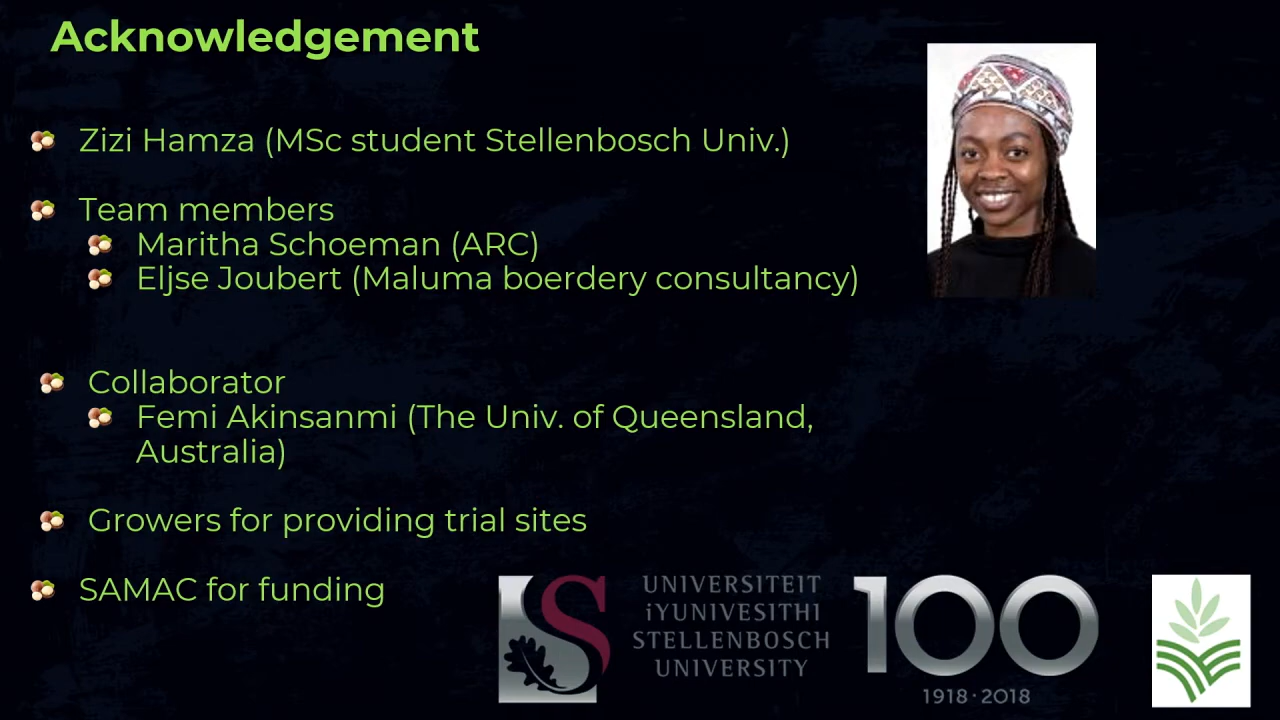 Acknowledgement
Zizi Hamza (MSc student Stellenbosch Univ.)
Team members
Maritha Schoeman (ARC)
Eljse Joubert (Maluma boerdery consultancy)
Collaborator
Femi Akinsanmi (The Univ. of Queensland,
Australia)
Growers for providing trial sites
SAMAC for funding
UNIVERSITEIT
iYUNIVESITHI
STELLENBOSCH
UNIVERSITY
100
1918·2018